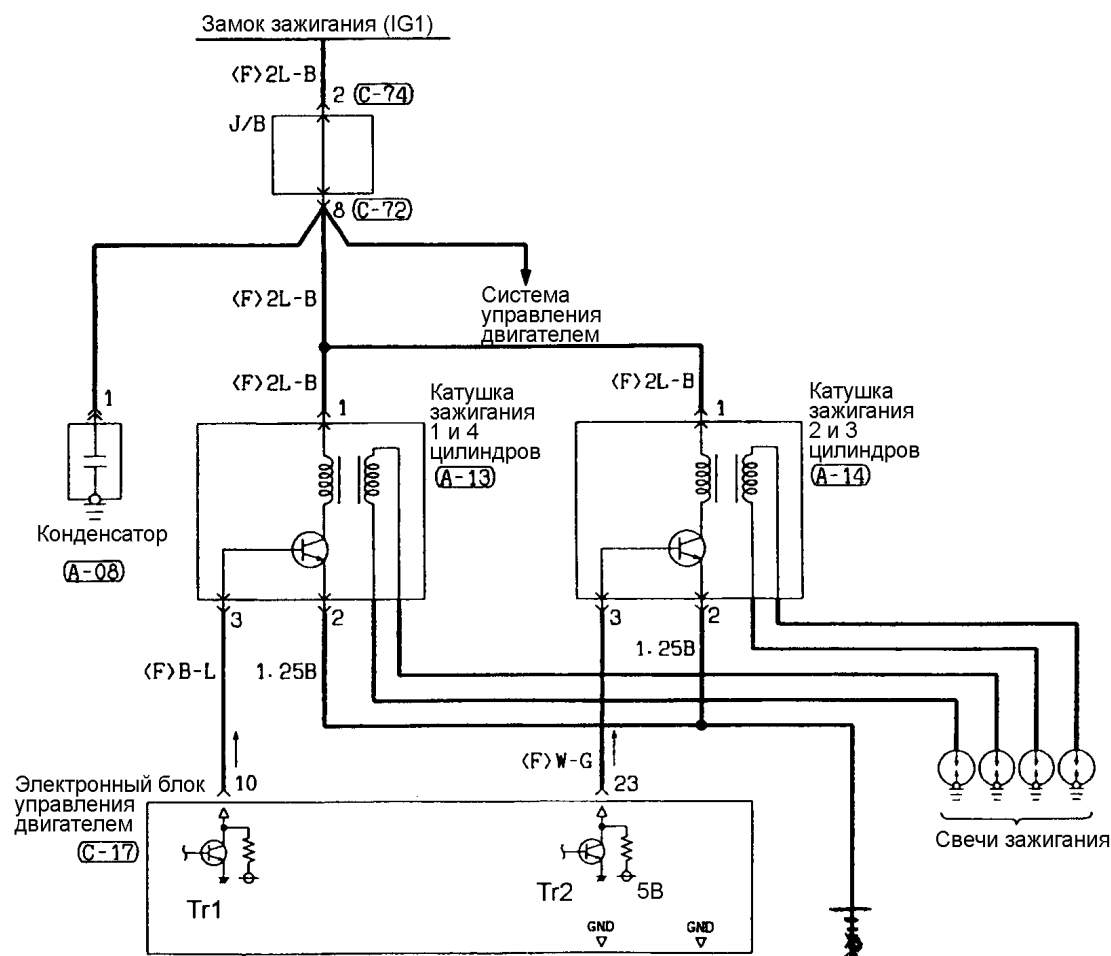 Замок зажигания (IG1)
⟨F⟩2L-B
2 (C-74)
J/B
8 (C-72)
⟨F⟩2L-B
Система
управления
двигателем
⟨F⟩2L-B
1
Катушка
зажигания
1 и 4
цилиндров
(A-13)
⟨F⟩2L-B
1
Катушка
зажигания
2 и 3
цилиндров
(A-14)
1
Конденсатор
(A-08)
3
2
3
2
⟨F⟩B-L
1.25B
1.25B
⟨F⟩W-G
Электронный блок
управления
двигателем
(C-17)
10
23
Свечи зажигания
Tr1
Tr2
5В
GND
GND